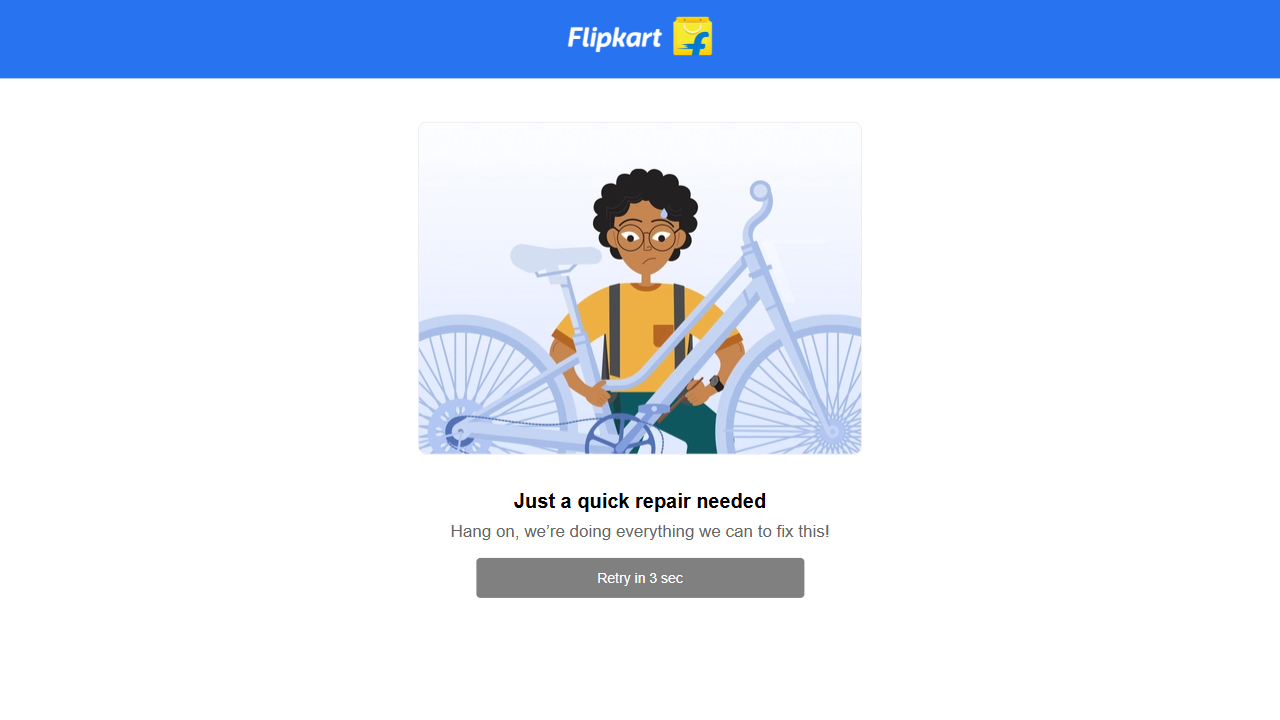 Flipkart
Just a quick repair needed
Hang on, we’re doing everything we can to fix this!
Retry in 3 sec